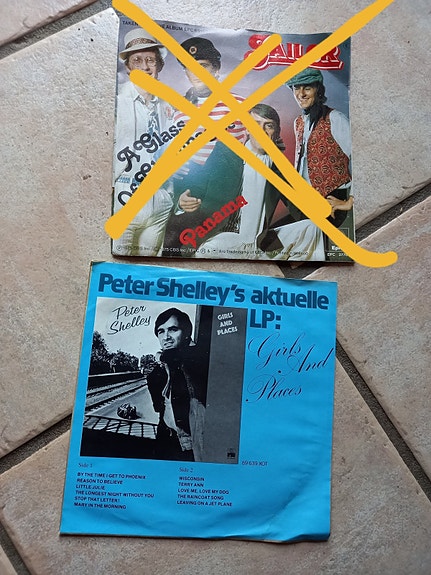 TAKEN
ALBUM
SAILOR
A Glass
Panama
Peter Shelley's aktuelle
LP:
Peter
Shelley
GIRLS
AND
PLACES
Girls
And
Places
Side 1
BY THE TIME I GET TO PHOENIX
REASON TO BELIEVE
LITTLE JULIE
THE LONGEST NIGHT WITHOUT YOU
STOP THAT LETTER!
MARY IN THE MORNING
Side 2
WISCONSIN
TERRY ANN
LOVE ME, LOVE MY DOG
THE RAINCOAT SONG
LEAVING ON A JET PLANE